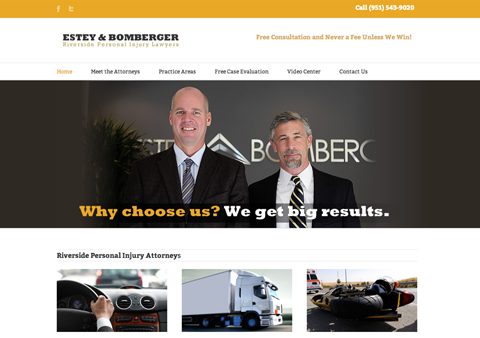 Call (951) 543-9020
ESTEY & BOMBERGER
Riverside Personal Injury Lawyers
Free Consultation and Never a Fee Unless We Win!
Home Meet the Attorneys Practice Areas Free Case Evaluation Video Center Contact Us
STEY BOMBERG
Why choose us? We get big results.
Riverside Personal Injury Attorneys